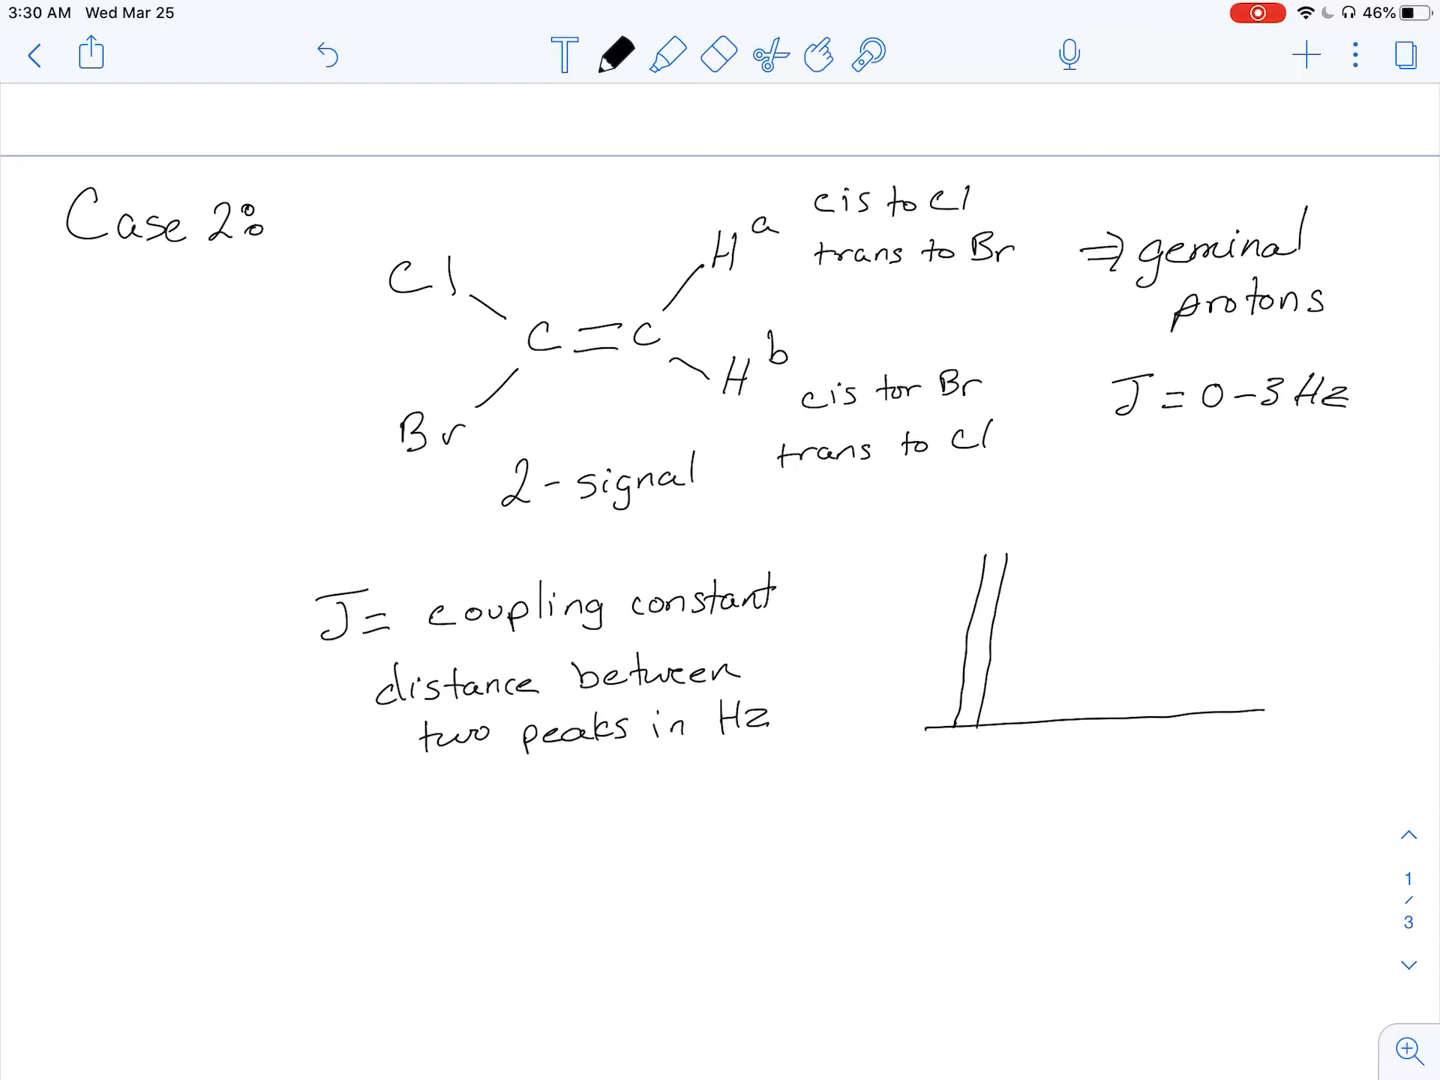 3:30 AM Wed Mar 25
46%
T
Case 2:
cis to Cl
trans to Br
⇒ geminal
protons
H a
Cl
C = C
H b
Br
cis tor Br
trans to Cl
J = 0-3 Hz
2-signal
J = coupling constant
distance between
two peaks in Hz
1
/
3